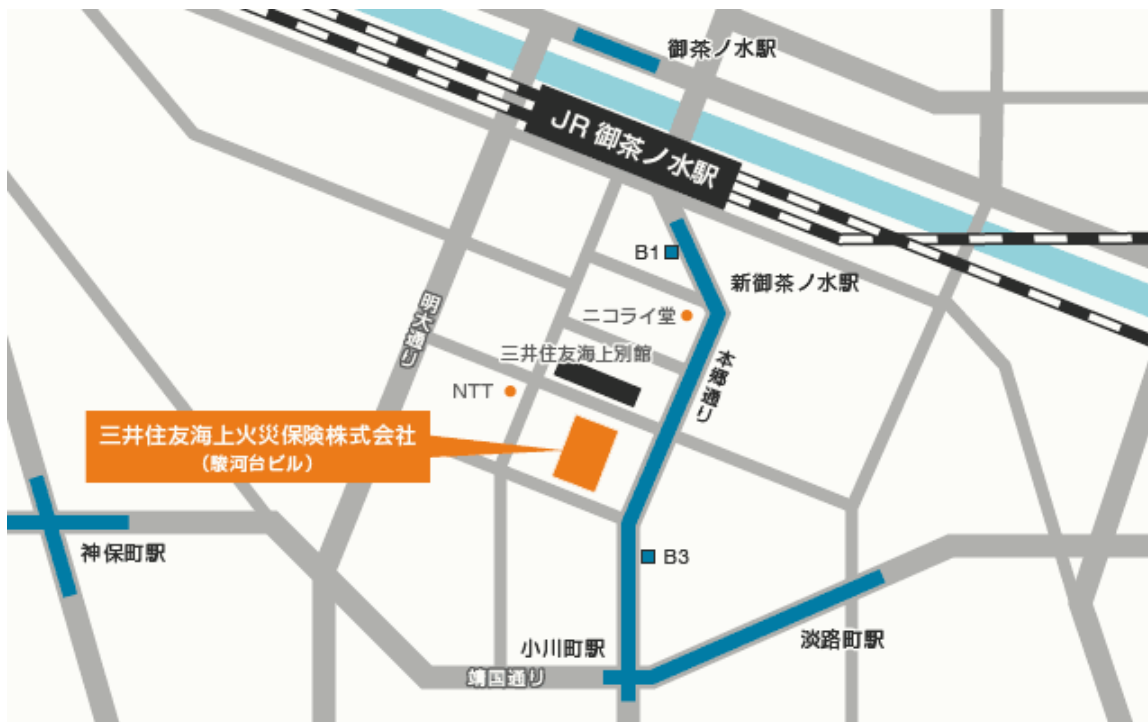 御茶ノ水駅
JR 御茶ノ水駅
B1
新御茶ノ水駅
ニコライ堂
明大通り
三井住友海上別館
本郷通り
NTT
三井住友海上火災保険株式会社
（駿河台ビル）
神保町駅
B3
小川町駅
淡路町駅
靖国通り